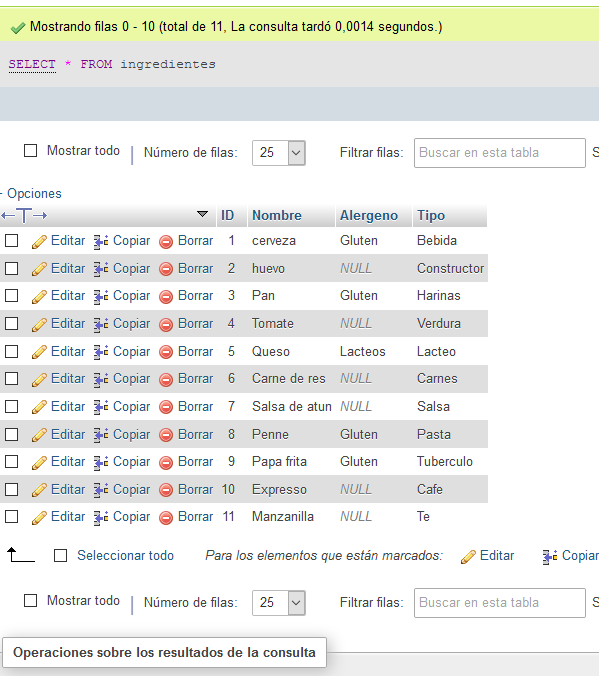 Mostrando filas 0 - 10 (total de 11, La consulta tardó 0,0014 segundos.)
SELECT * FROM ingredientes
Mostrar todo | Número de filas: 25 Filtrar filas: Buscar en esta tabla S
- Opciones
←T→ ID Nombre Alergeno Tipo
Editar Copiar Borrar 1 cerveza Gluten Bebida
Editar Copiar Borrar 2 huevo NULL Constructor
Editar Copiar Borrar 3 Pan Gluten Harinas
Editar Copiar Borrar 4 Tomate NULL Verdura
Editar Copiar Borrar 5 Queso Lacteos Lacteo
Editar Copiar Borrar 6 Carne de res NULL Carnes
Editar Copiar Borrar 7 Salsa de atun NULL Salsa
Editar Copiar Borrar 8 Penne Gluten Pasta
Editar Copiar Borrar 9 Papa frita Gluten Tuberculo
Editar Copiar Borrar 10 Expresso NULL Cafe
Editar Copiar Borrar 11 Manzanilla NULL Te
Seleccionar todo Para los elementos que están marcados: Editar Copiar
Mostrar todo | Número de filas: 25 Filtrar filas: Buscar en esta tabla S
Operaciones sobre los resultados de la consulta